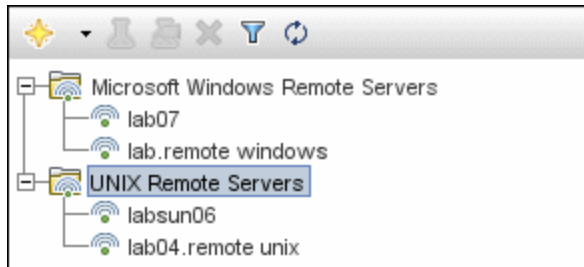 Microsoft Windows Remote Servers
lab07
lab.remote windows
UNIX Remote Servers
labsun06
lab04.remote unix